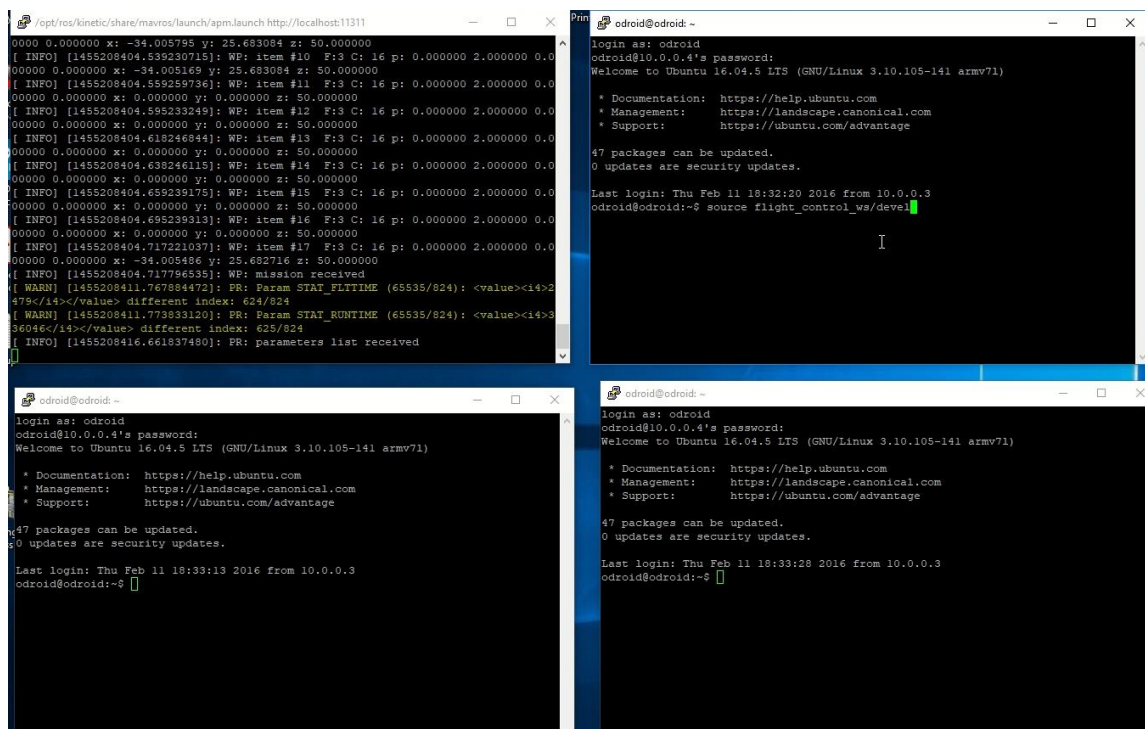 /opt/ros/kinetic/share/mavros/launch/apm.launch http://localhost:11311
0000 0.000000 x: -34.005795 y: 25.683084 z: 50.000000
[ INFO] [1455208404.539230715]: WP: item #10  F:3 C: 16 p: 0.000000 2.000000 0.0
00000 0.000000 x: -34.005169 y: 25.683084 z: 50.000000
[ INFO] [1455208404.559259736]: WP: item #11  F:3 C: 16 p: 0.000000 2.000000 0.0
00000 0.000000 x: 0.000000 y: 0.000000 z: 50.000000
[ INFO] [1455208404.595233249]: WP: item #12  F:3 C: 16 p: 0.000000 2.000000 0.0
00000 0.000000 x: 0.000000 y: 0.000000 z: 50.000000
[ INFO] [1455208404.618246844]: WP: item #13  F:3 C: 16 p: 0.000000 2.000000 0.0
00000 0.000000 x: 0.000000 y: 0.000000 z: 50.000000
[ INFO] [1455208404.638246115]: WP: item #14  F:3 C: 16 p: 0.000000 2.000000 0.0
00000 0.000000 x: 0.000000 y: 0.000000 z: 50.000000
[ INFO] [1455208404.659239175]: WP: item #15  F:3 C: 16 p: 0.000000 2.000000 0.0
00000 0.000000 x: 0.000000 y: 0.000000 z: 50.000000
[ INFO] [1455208404.695239313]: WP: item #16  F:3 C: 16 p: 0.000000 2.000000 0.0
00000 0.000000 x: 0.000000 y: 0.000000 z: 50.000000
[ INFO] [1455208404.717221037]: WP: item #17  F:3 C: 16 p: 0.000000 2.000000 0.0
00000 0.000000 x: -34.005486 y: 25.682716 z: 50.000000
[ INFO] [1455208404.717796535]: WP: mission received
[ WARN] [1455208411.767884472]: PR: Param STAT_FLTTIME (65535/824): <value><i4>2
479</i4></value> different index: 624/824
[ WARN] [1455208411.773833120]: PR: Param STAT_RUNTIME (65535/824): <value><i4>3
36046</i4></value> different index: 625/824
[ INFO] [1455208416.661837480]: PR: parameters list received
Prin
odroid@odroid: ~
login as: odroid
odroid@10.0.0.4's password:
Welcome to Ubuntu 16.04.5 LTS (GNU/Linux 3.10.105-141 armv7l)
* Documentation:  https://help.ubuntu.com
* Management:     https://landscape.canonical.com
* Support:        https://ubuntu.com/advantage
47 packages can be updated.
0 updates are security updates.
Last login: Thu Feb 11 18:32:20 2016 from 10.0.0.3
odroid@odroid:~$ source flight_control_ws/devel
odroid@odroid: ~
login as: odroid
odroid@10.0.0.4's password:
Welcome to Ubuntu 16.04.5 LTS (GNU/Linux 3.10.105-141 armv7l)
* Documentation:  https://help.ubuntu.com
* Management:     https://landscape.canonical.com
* Support:        https://ubuntu.com/advantage
47 packages can be updated.
0 updates are security updates.
Last login: Thu Feb 11 18:33:13 2016 from 10.0.0.3
odroid@odroid:~$
odroid@odroid: ~
login as: odroid
odroid@10.0.0.4's password:
Welcome to Ubuntu 16.04.5 LTS (GNU/Linux 3.10.105-141 armv7l)
* Documentation:  https://help.ubuntu.com
* Management:     https://landscape.canonical.com
* Support:        https://ubuntu.com/advantage
47 packages can be updated.
0 updates are security updates.
Last login: Thu Feb 11 18:33:28 2016 from 10.0.0.3
odroid@odroid:~$